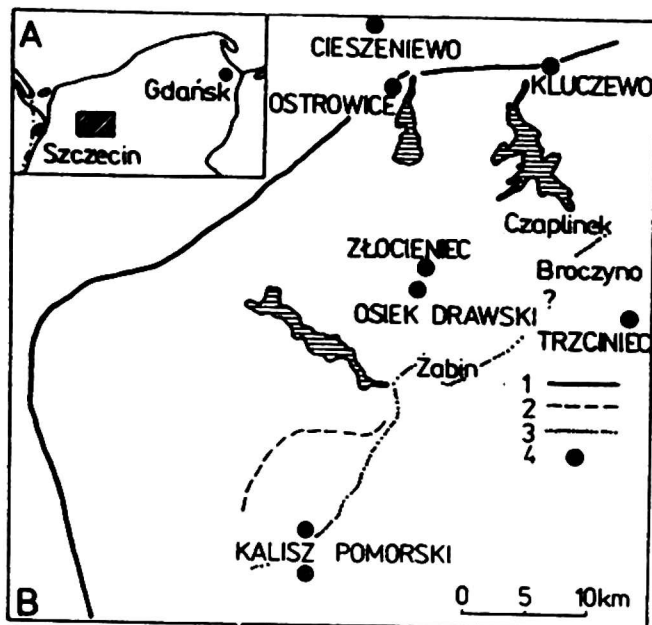 A
Gdańsk
Szczecin
CIESZENIEWO
OSTROWICE
KLUCZEWO
Czaplinek
ZŁOCIENIEC
Broczyno
?
OSIEK DRAWSKI
TRZCINIEC
Żabin
1
2
3
4
KALISZ POMORSKI
B
0 5 10km